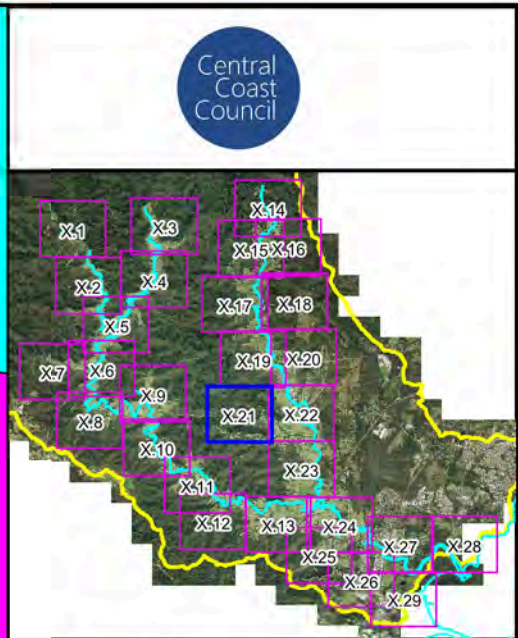 Central
Coast
Council
X.1
X.3
X.14
X.15
X.16
X.2
X.4
X.17
X.18
X.5
X.19
X.20
X.7
X.6
X.9
X.8
X.21
X.22
X.10
X.23
X.11
X.12
X.13
X.24
X.27
X.28
X.25
X.26
X.29